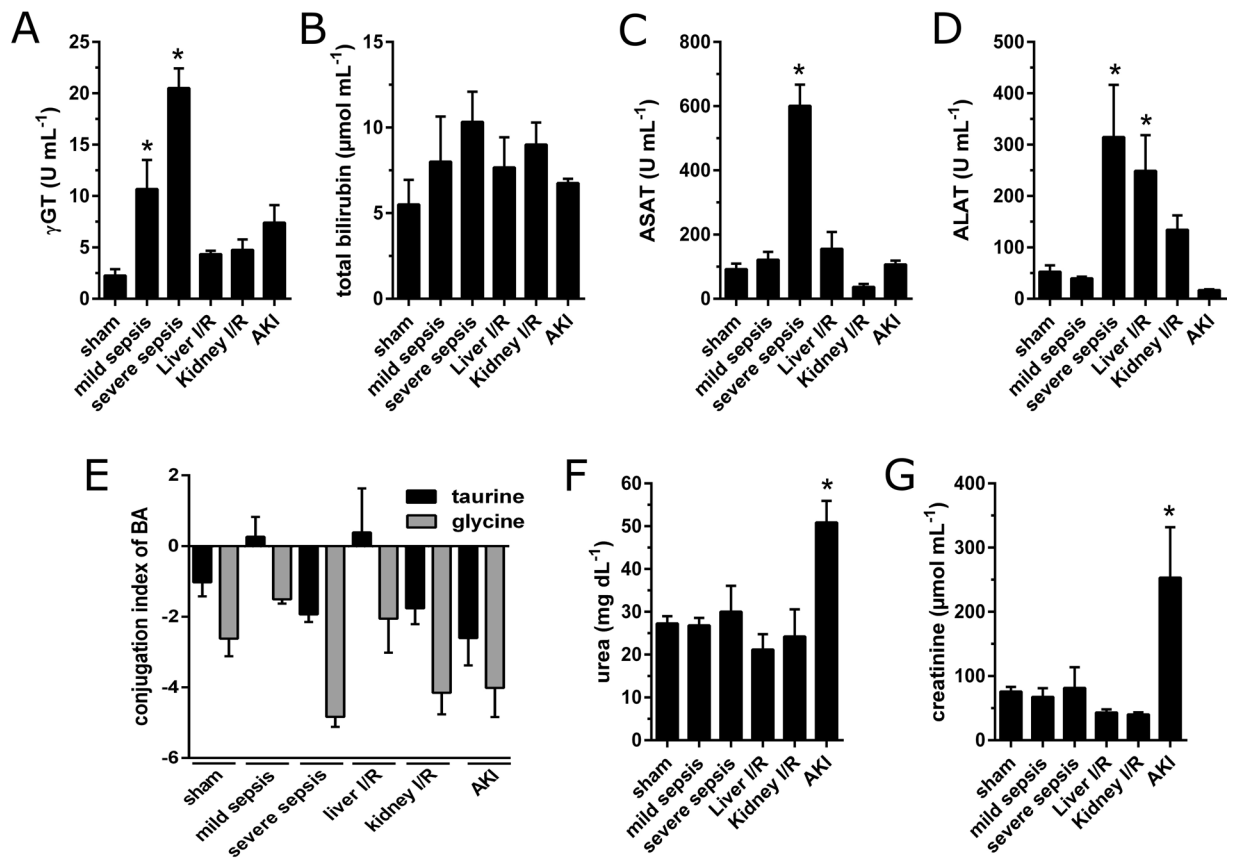 A
γGT (U mL⁻¹)
25
20
15
10
5
0
*
*
sham
mild sepsis
severe sepsis
Liver I/R
Kidney I/R
AKI
B
total bilirubin (µmol mL⁻¹)
15
10
5
0
sham
mild sepsis
severe sepsis
Liver I/R
Kidney I/R
AKI
C
ASAT (U mL⁻¹)
800
600
400
200
0
*
sham
mild sepsis
severe sepsis
Liver I/R
Kidney I/R
AKI
D
ALAT (U mL⁻¹)
500
400
300
200
100
0
*
*
sham
mild sepsis
severe sepsis
Liver I/R
Kidney I/R
AKI
E
conjugation index of BA
2
0
-2
-4
-6
taurine
glycine
sham
mild sepsis
severe sepsis
liver I/R
kidney I/R
AKI
F
urea (mg dL⁻¹)
60
50
40
30
20
10
0
*
sham
mild sepsis
severe sepsis
Liver I/R
Kidney I/R
AKI
G
creatinine (µmol mL⁻¹)
400
300
200
100
50
0
*
sham
mild sepsis
severe sepsis
Liver I/R
Kidney I/R
AKI